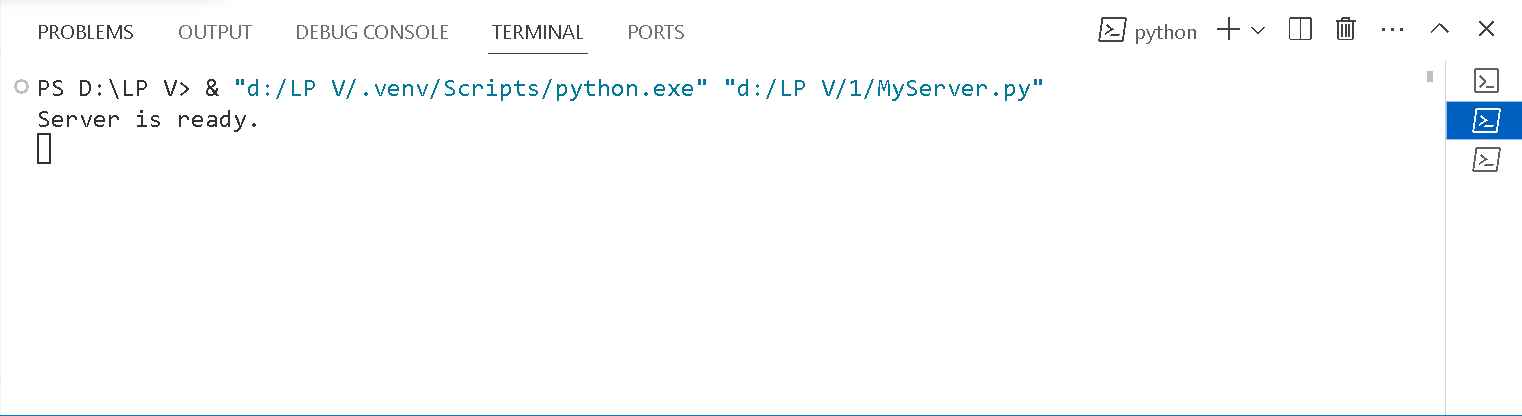 PROBLEMS OUTPUT DEBUG CONSOLE TERMINAL PORTS python
PS D:\LP V> & "d:/LP V/.venv/Scripts/python.exe" "d:/LP V/1/MyServer.py"
Server is ready.